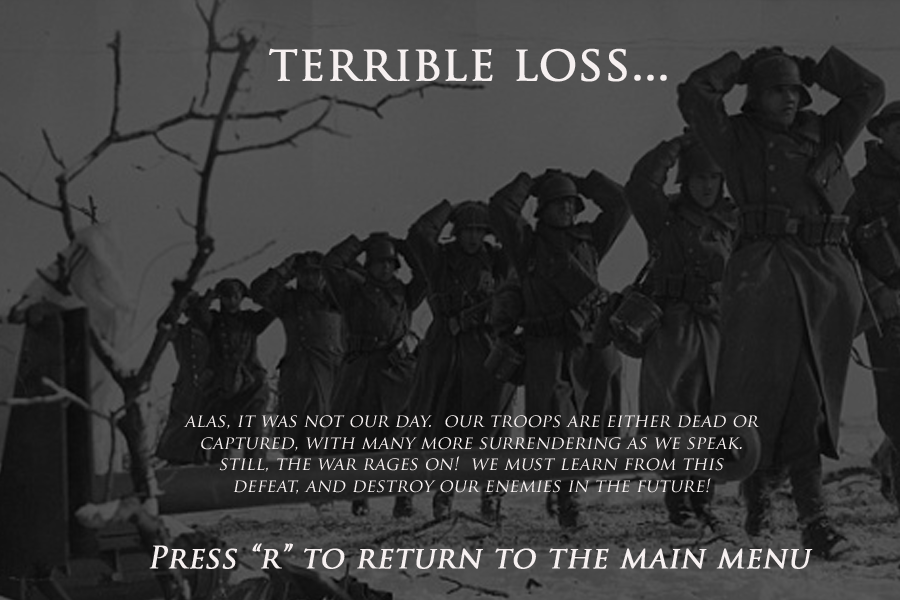 TERRIBLE LOSS...
ALAS, IT WAS NOT OUR DAY. OUR TROOPS ARE EITHER DEAD OR
CAPTURED, WITH MANY MORE SURRENDERING AS WE SPEAK.
STILL, THE WAR RAGES ON! WE MUST LEARN FROM THIS
DEFEAT, AND DESTROY OUR ENEMIES IN THE FUTURE!
PRESS “R” TO RETURN TO THE MAIN MENU